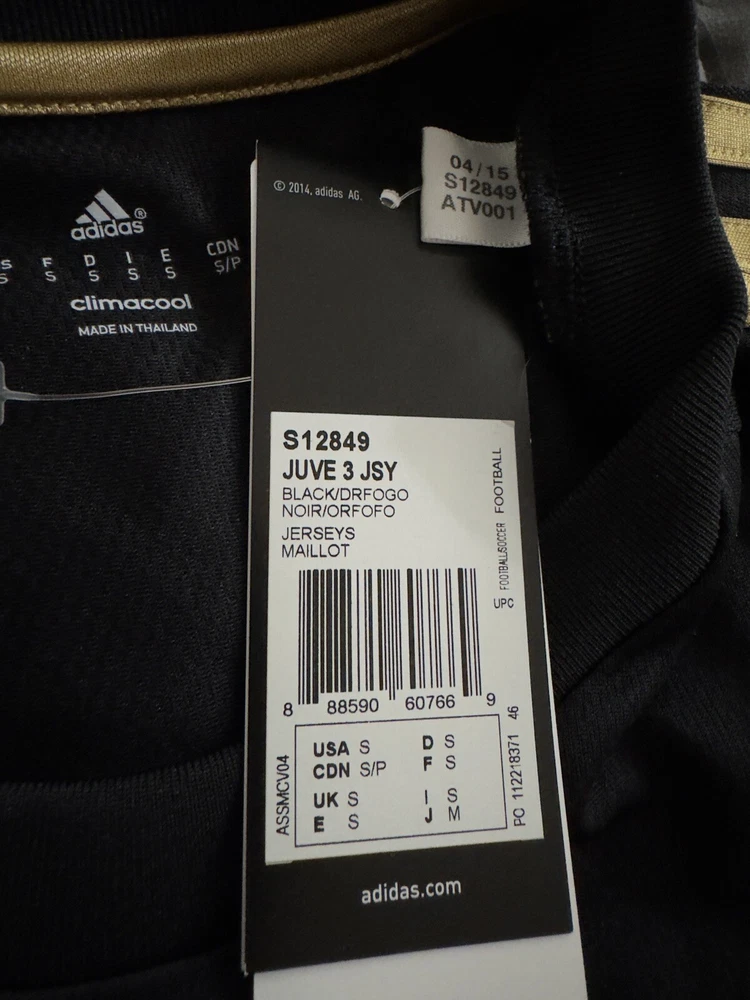 © 2014, adidas AG.
04/15
S12849
ATV001
adidas®
S F D I E CDN
S S S S S S/P
climacool
MADE IN THAILAND
S12849
JUVE 3 JSY
BLACK/DRFOGO
NOIR/ORFOFO
JERSEYS
MAILLOT
FOOTBALL/SOCCER FOOTBALL
UPC
8 88590 60766 9
46
ASSMCV04
USA S D S
CDN S/P F S
UK S I S
E S J M
PO 112218371
adidas.com